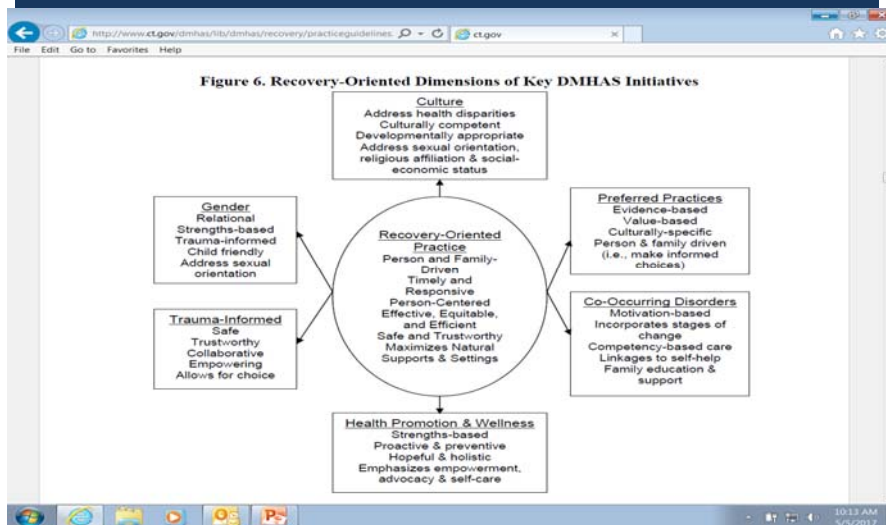 http://www.ct.gov/dmhas/lib/dmhas/recovery/practiceguidelines.
ct.gov
File Edit Go to Favorites Help
Figure 6. Recovery-Oriented Dimensions of Key DMHAS Initiatives
Culture
Address health disparities
Culturally competent
Developmentally appropriate
Address sexual orientation,
religious affiliation & social-
economic status
Gender
Relational
Strengths-based
Trauma-informed
Child friendly
Address sexual
orientation
Recovery-Oriented
Practice
Person and Family-
Driven
Timely and
Responsive
Person-Centered
Effective, Equitable,
and Efficient
Safe and Trustworthy
Maximizes Natural
Supports & Settings
Preferred Practices
Evidence-based
Value-based
Culturally-specific
Person & family driven
(i.e., make informed
choices)
Trauma-Informed
Safe
Trustworthy
Collaborative
Empowering
Allows for choice
Co-Occurring Disorders
Motivation-based
Incorporates stages of
change
Competency-based care
Linkages to self-help
Family education &
support
Health Promotion & Wellness
Strengths-based
Proactive & preventive
Hopeful & holistic
Emphasizes empowerment,
advocacy & self-care
10:13 AM
5/5/2017